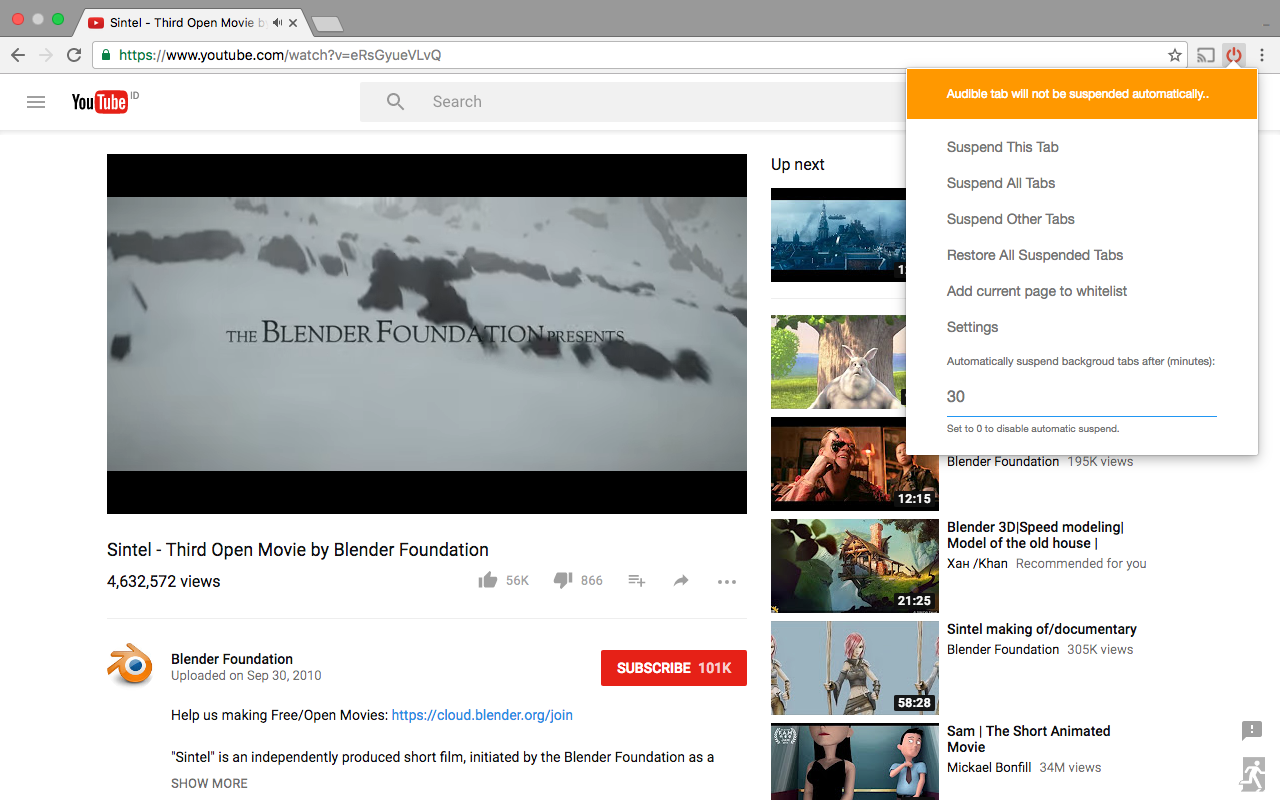 Sintel - Third Open Movie by
https://www.youtube.com/watch?v=eRsGyueVLvQ
YouTube ID
Search
Audible tab will not be suspended automatically..
Suspend This Tab
Suspend All Tabs
Suspend Other Tabs
Restore All Suspended Tabs
Add current page to whitelist
Settings
Automatically suspend backgroud tabs after (minutes):
30
Set to 0 to disable automatic suspend.
THE BLENDER FOUNDATION PRESENTS
Sintel - Third Open Movie by Blender Foundation
4,632,572 views
56K
866
Blender Foundation
Uploaded on Sep 30, 2010
SUBSCRIBE 101K
Help us making Free/Open Movies: https://cloud.blender.org/join
"Sintel" is an independently produced short film, initiated by the Blender Foundation as a
SHOW MORE
Up next
12:15
Blender Foundation 195K views
21:25
Blender 3D|Speed modeling|
Model of the old house |
Хан /Khan Recommended for you
58:28
Sintel making of/documentary
Blender Foundation 305K views
Sam | The Short Animated
Movie
Mickael Bonfill 34M views